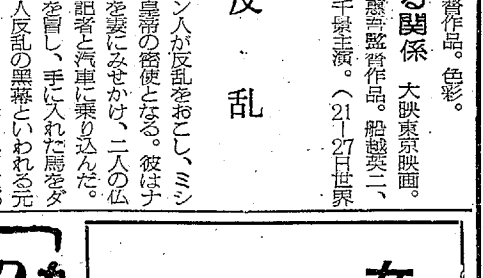 督作品。色彩。
る関係　大映東京映画。
憲吾監督作品。船越英二、
千景主演。（21―27日世界
反乱
ン人が反乱をおこし、ミシ
皇帝の密使となる。彼はナ
を妻にみせかけ、二人の仏
記者と汽車に乗り込んだ。
を冒し、手に入れた馬をダ
人反乱の黒幕といわれる元